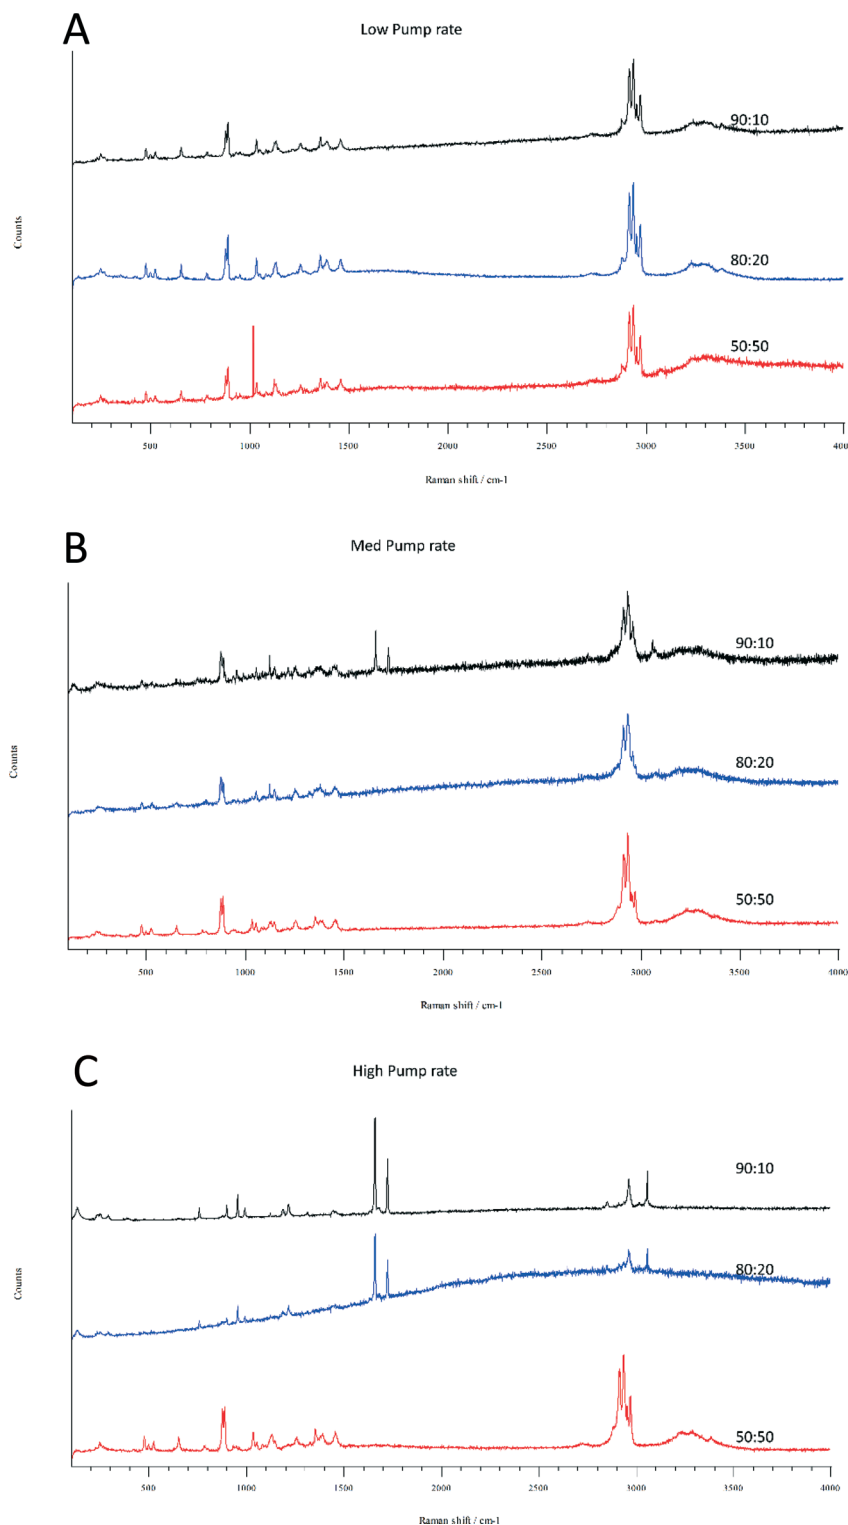 A
Low Pump rate
90:10
80:20
50:50
Counts
500 1000 1500 2000 2500 3000 3500 400
Raman shift / cm-1
B
Med Pump rate
90:10
80:20
50:50
Counts
500 1000 1500 2000 2500 3000 3500 4000
Raman shift / cm-1
C
High Pump rate
90:10
80:20
50:50
Counts
500 1000 1500 2000 2500 3000 3500 4000
Raman shift / cm-1